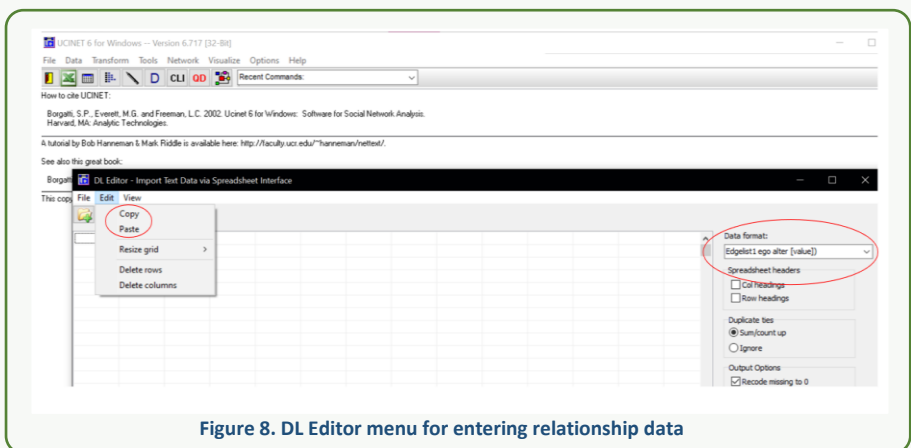 UCINET 6 for Windows -- Version 6.717 [32-Bit]
File Data Transform Tools Network Visualize Options Help
D CLI QD Recent Commands:
How to cite UCINET:
Borgatti, S.P., Everett, M.G. and Freeman, L.C. 2002. Ucinet 6 for Windows: Software for Social Network Analysis.
Harvard, MA: Analytic Technologies.
A tutorial by Bob Hanneman & Mark Riddle is available here: http://faculty.ucr.edu/~hanneman/nettext/.
See also this great book:
Borgatti
DL Editor - Import Text Data via Spreadsheet Interface
This copy
File Edit View
Copy
Paste
Resize grid >
Delete rows
Delete columns
Data format:
Edgelist1 ego alter [value])
Spreadsheet headers
Col headings
Row headings
Duplicate ties
Sum/count up
Ignore
Output Options
Recode missing to 0
Figure 8. DL Editor menu for entering relationship data